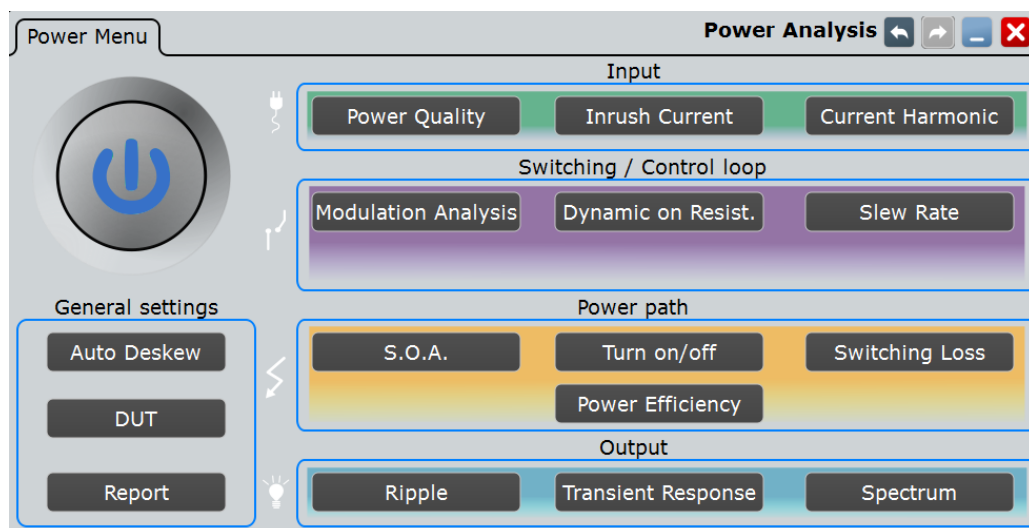 Power Menu
Power Analysis
Input
Power Quality
Inrush Current
Current Harmonic
Switching / Control loop
Modulation Analysis
Dynamic on Resist.
Slew Rate
General settings
Auto Deskew
DUT
Report
Power path
S.O.A.
Turn on/off
Switching Loss
Power Efficiency
Output
Ripple
Transient Response
Spectrum